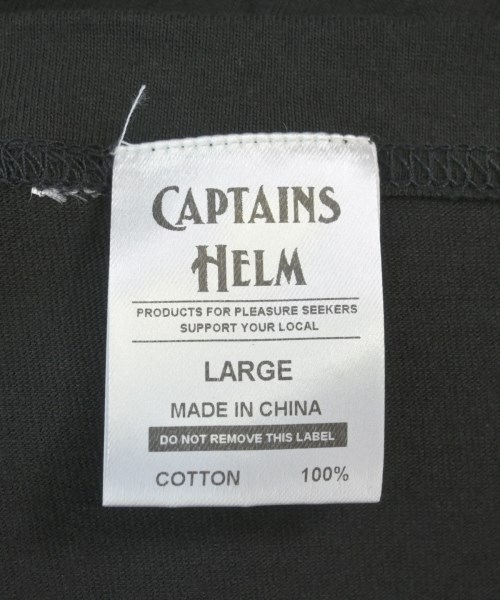 CAPTAINS
HELM
PRODUCTS FOR PLEASURE SEEKERS
SUPPORT YOUR LOCAL
LARGE
MADE IN CHINA
DO NOT REMOVE THIS LABEL
COTTON 100%